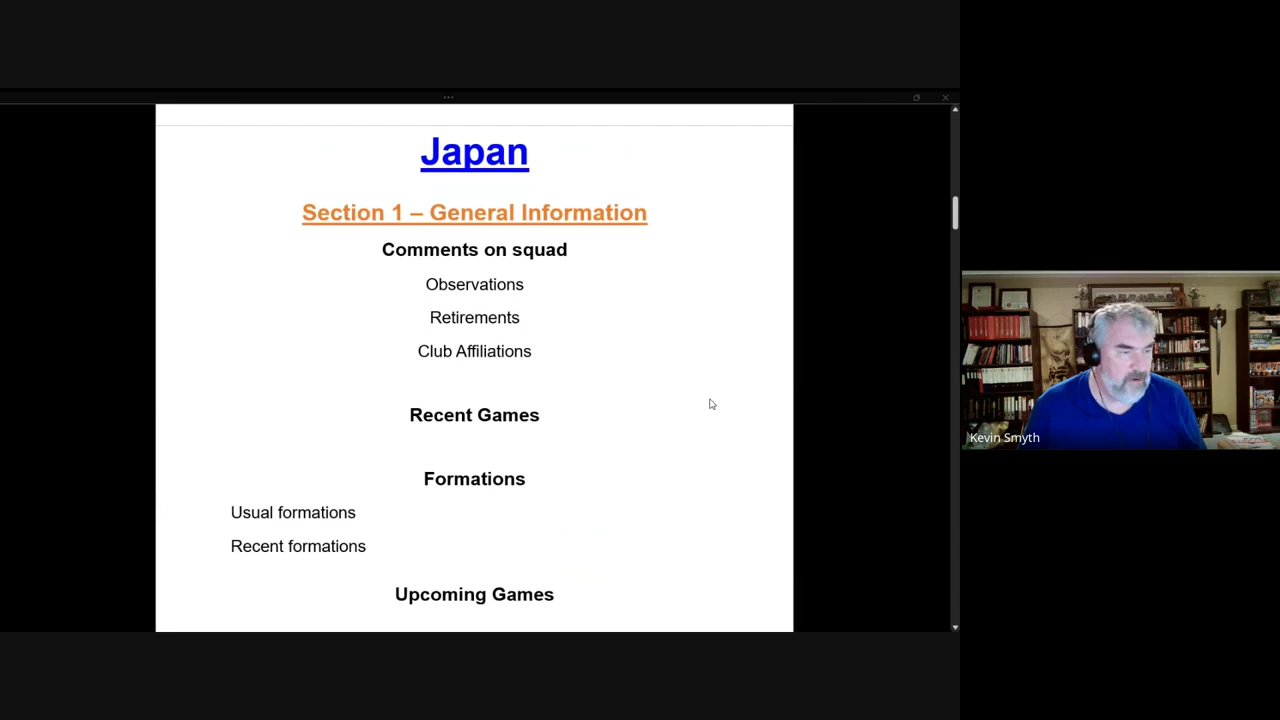 Japan
Section 1 – General Information
Comments on squad
Observations
Retirements
Club Affiliations
Recent Games
Formations
Usual formations
Recent formations
Upcoming Games
Kevin Smyth